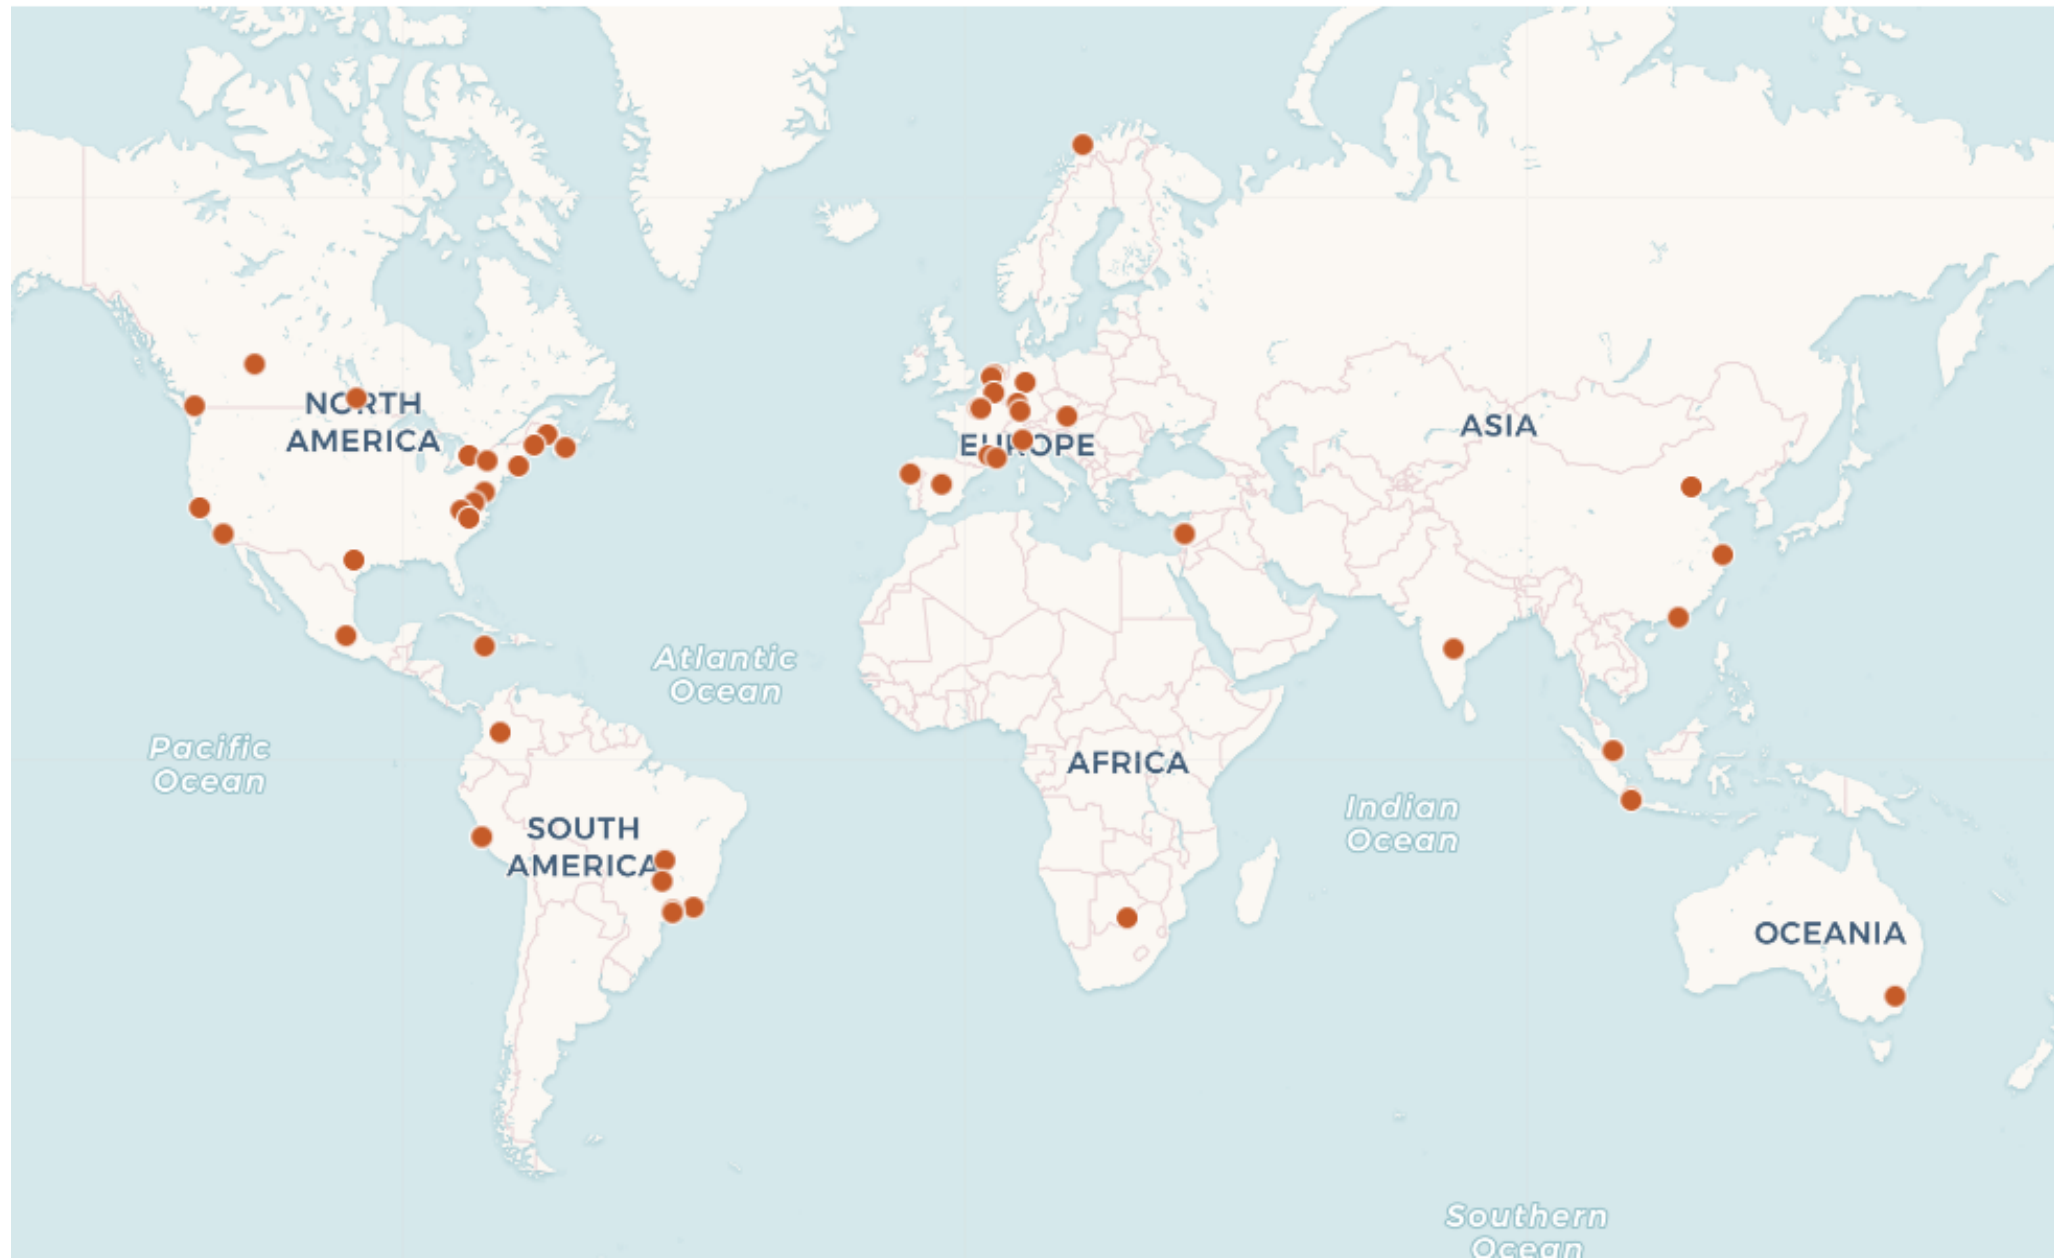 NORTH
AMERICA
EUROPE
ASIA
Atlantic
Ocean
Pacific
Ocean
AFRICA
SOUTH
AMERICA
Indian
Ocean
OCEANIA
Southern
Ocean